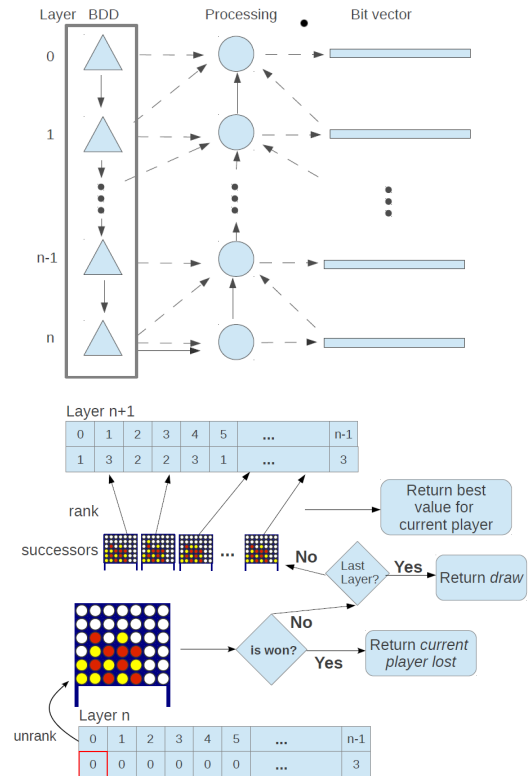 Layer BDD Processing Bit vector
0
1
n-1
n
Layer n+1
0 1 2 3 4 5 ... n-1
1 3 2 2 3 1 ... 3
rank
Return best
value for
current player
successors ...
No
Last
Layer?
Yes
Return draw
No
is won?
Yes
Return current
player lost
Layer n
unrank
0 1 2 3 4 5 ... n-1
0 0 0 0 0 0 ... 3